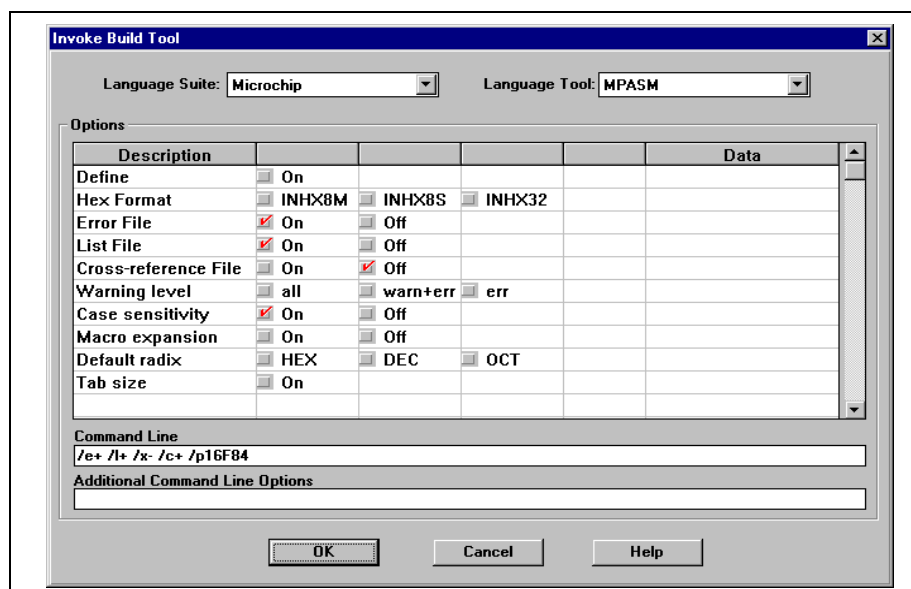 Invoke Build Tool
Language Suite: Microchip Language Tool: MPASM
Options
Description Data
Define On
Hex Format INHX8M INHX8S INHX32
Error File On Off
List File On Off
Cross-reference File On Off
Warning level all warn+err err
Case sensitivity On Off
Macro expansion On Off
Default radix HEX DEC OCT
Tab size On
Command Line
/e+ /l+ /x- /c+ /p16F84
Additional Command Line Options
OK Cancel Help